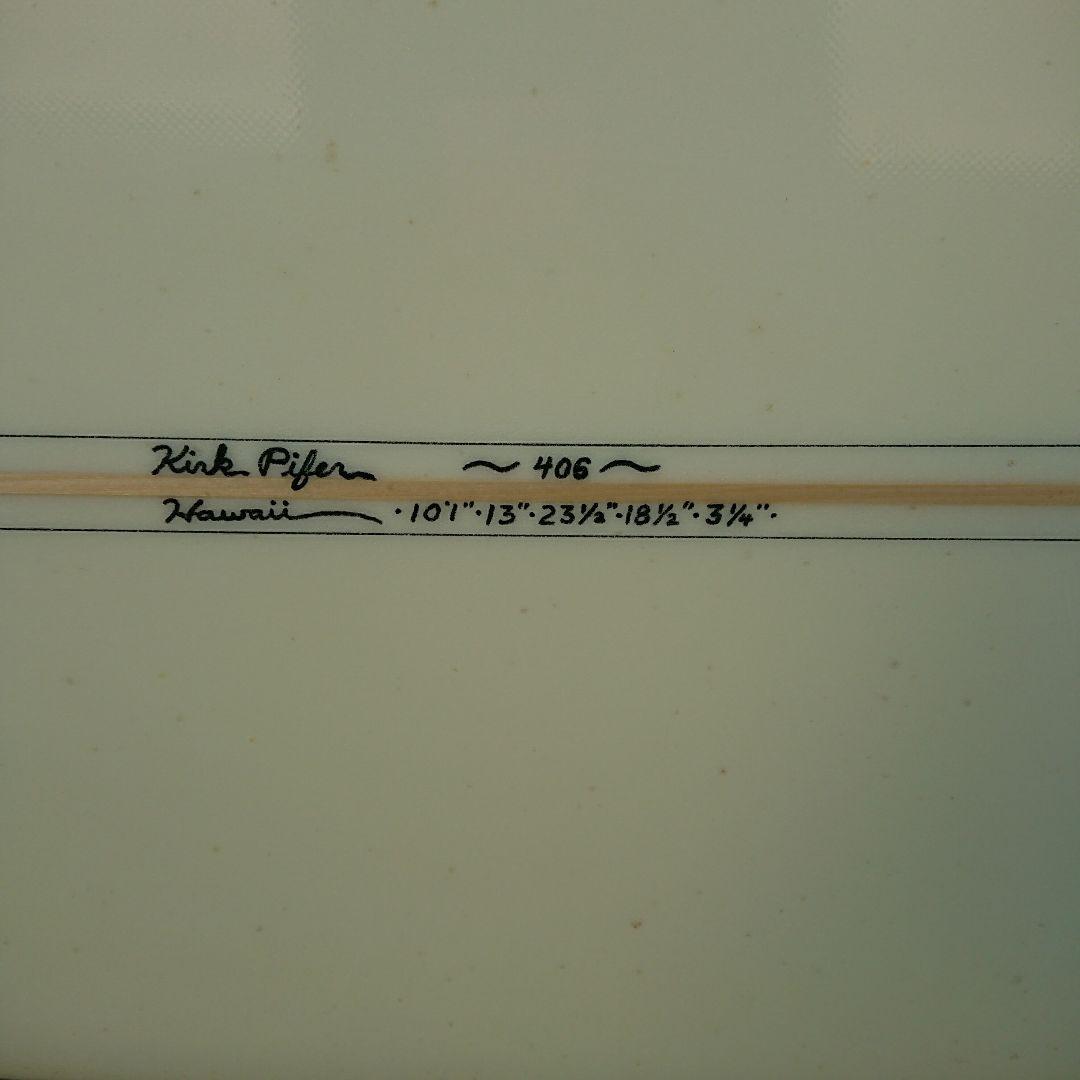 Kirk Pifer ~ 406 ~
Hawaii · 10'1" · 13" · 23½" · 18½" · 3¼" ·